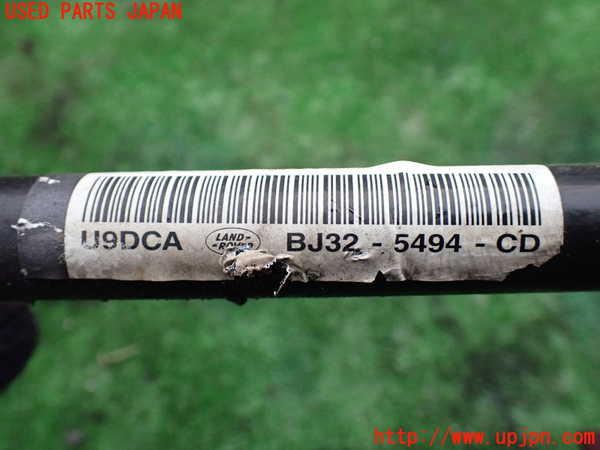 USED PARTS JAPAN
U9DCA LAND-ROVER BJ32 - 5494 - CD
http://www.upjpn.com/